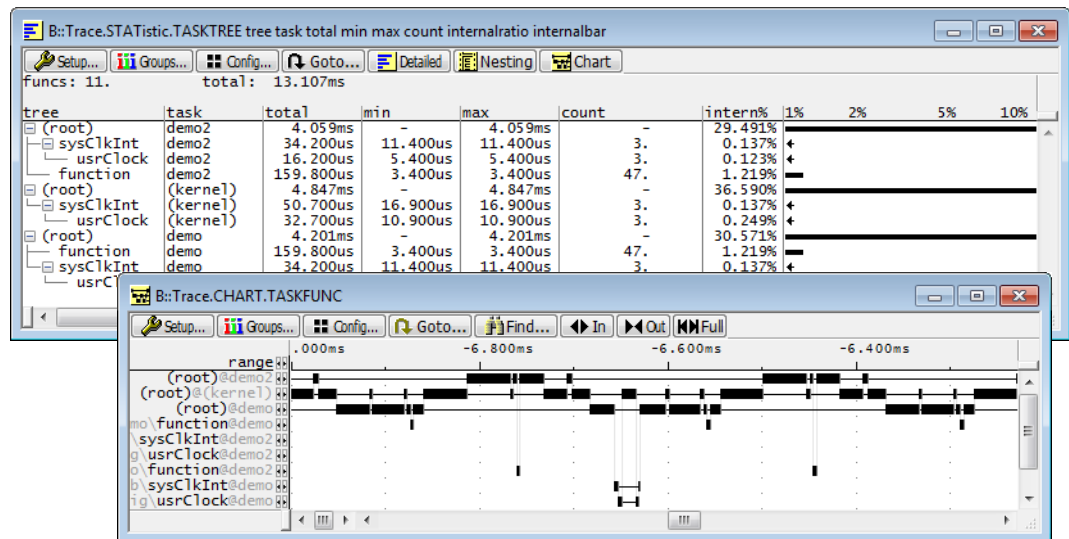 B::Trace.STATistic.TASKTREE tree task total min max count internalratio internalbar
Setup... Groups... Config... Goto... Detailed Nesting Chart
funcs: 11. total: 13.107ms
tree task total min max count intern% 1% 2% 5% 10%
(root) demo2 4.059ms - 4.059ms - 29.491%
sysClkInt demo2 34.200us 11.400us 11.400us 3. 0.137%
usrClock demo2 16.200us 5.400us 5.400us 3. 0.123%
function demo2 159.800us 3.400us 3.400us 47. 1.219%
(root) (kernel) 4.847ms - 4.847ms - 36.590%
sysClkInt (kernel) 50.700us 16.900us 16.900us 3. 0.137%
usrClock (kernel) 32.700us 10.900us 10.900us 3. 0.249%
(root) demo 4.201ms - 4.201ms - 30.571%
function demo 159.800us 3.400us 3.400us 47. 1.219%
sysClkInt demo 34.200us 11.400us 11.400us 3. 0.137%
B::Trace.CHART.TASKFUNC
Setup... Groups... Config... Goto... Find... In Out Full
.000ms -6.800ms -6.600ms -6.400ms
range
(root)@demo2
(root)@(kernel)
(root)@demo
mo\function@demo
\sysClkInt@demo2
g\usrClock@demo2
o\function@demo2
b\sysClkInt@demo
ig\usrClock@demo